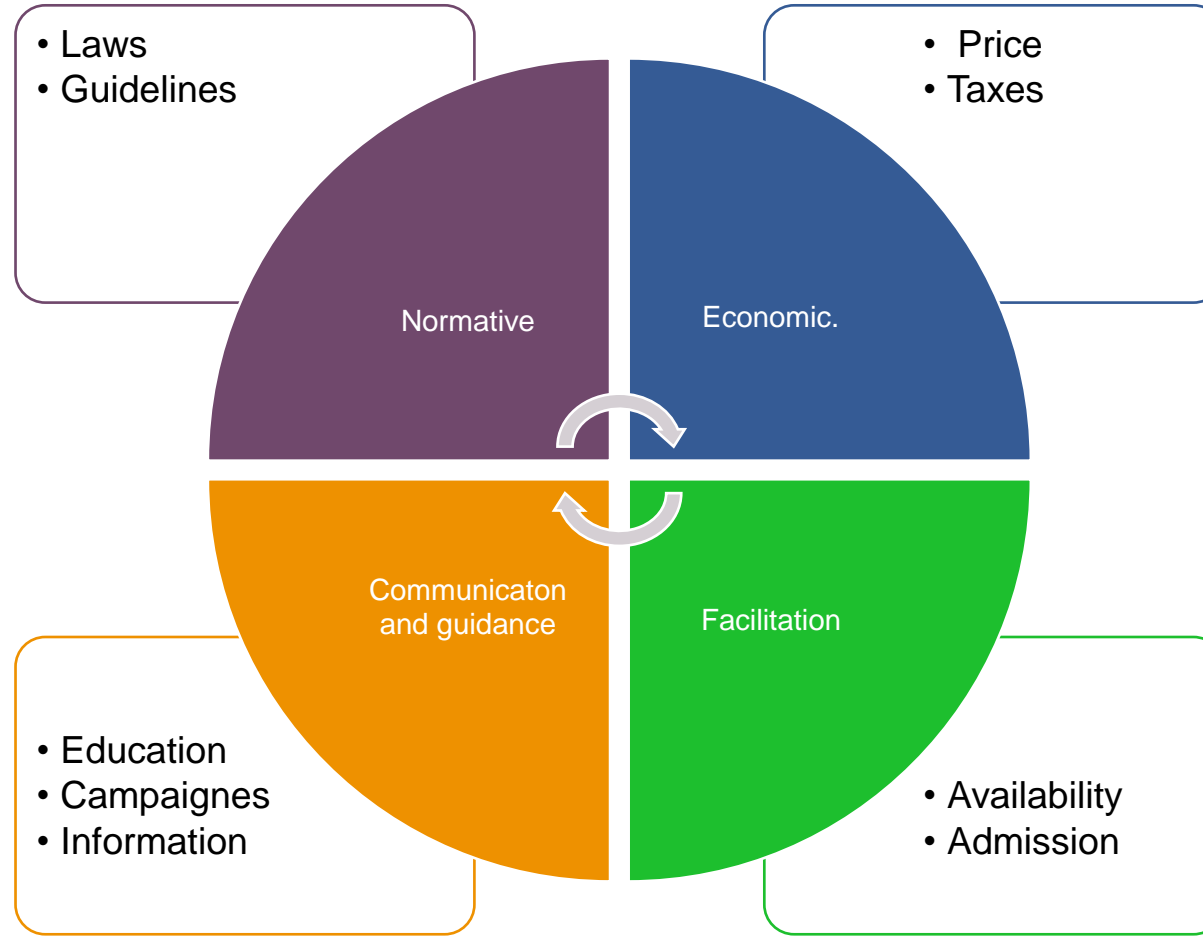 • Laws
• Guidelines
• Price
• Taxes
Normative
Economic.
Communicaton
and guidance
Facilitation
• Education
• Campaignes
• Information
• Availability
• Admission